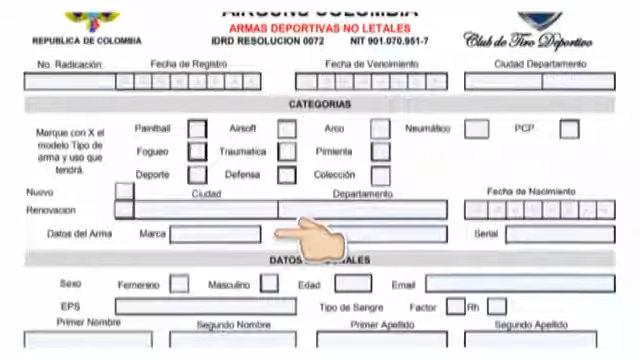 AIRGUNS COLOMBIA
ARMAS DEPORTIVAS NO LETALES
REPUBLICA DE COLOMBIA
IDRD RESOLUCION 0072 NIT 901.070.951-7
Club de Tiro Deportivo
No. Radicación: Fecha de Registro Fecha de Vencimiento Ciudad Departamento
CATEGORIAS
Marque con X el modelo Tipo de arma y uso que tendrá.
Paintball Airsoft Arco Neumático PCP
Fogueo Traumatica Pimienta
Deporte Defensa Colección
Nuevo Ciudad Departamento Fecha de Nacimiento
Renovacion
Datos del Arma Marca Serial
DATOS
Sexo Femenino Masculino Edad Email
EPS Tipo de Sangre Factor Rh
Primer Nombre Segundo Nombre Primer Apellido Segundo Apellido